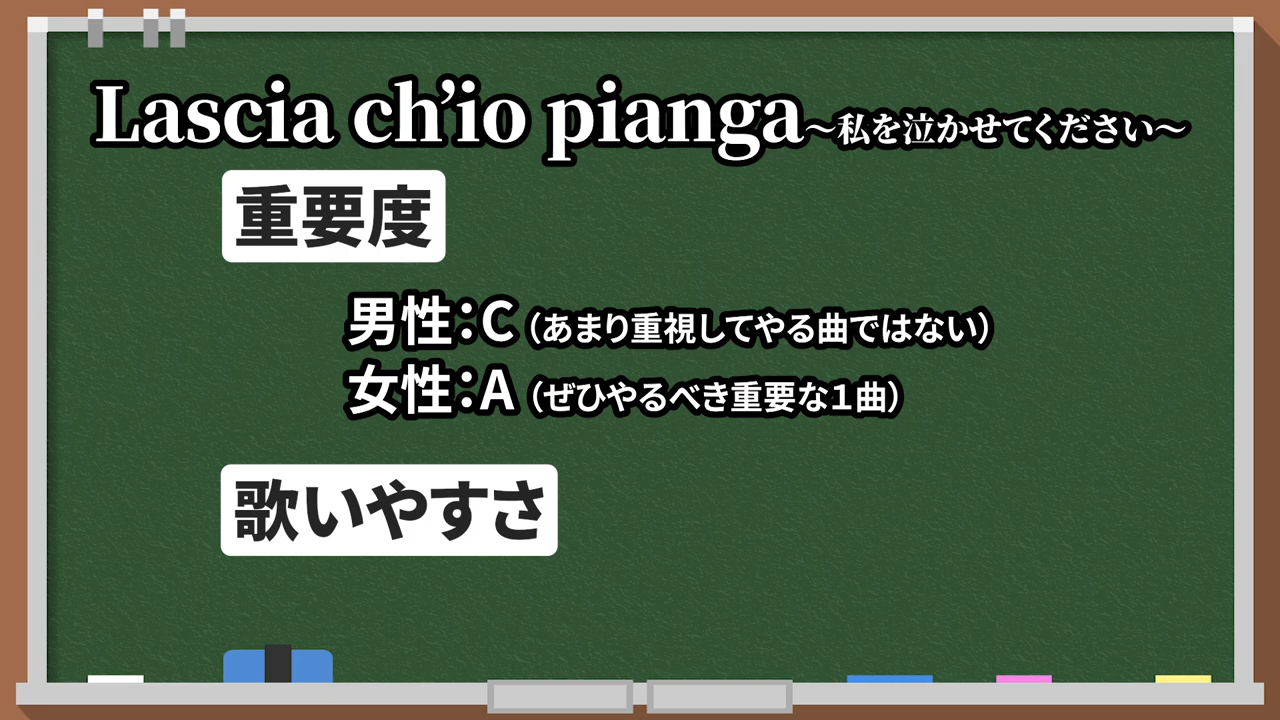 Lascia ch’io pianga～私を泣かせてください～
重要度
男性：C（あまり重視してやる曲ではない）
女性：A（ぜひやるべき重要な１曲）
歌いやすさ